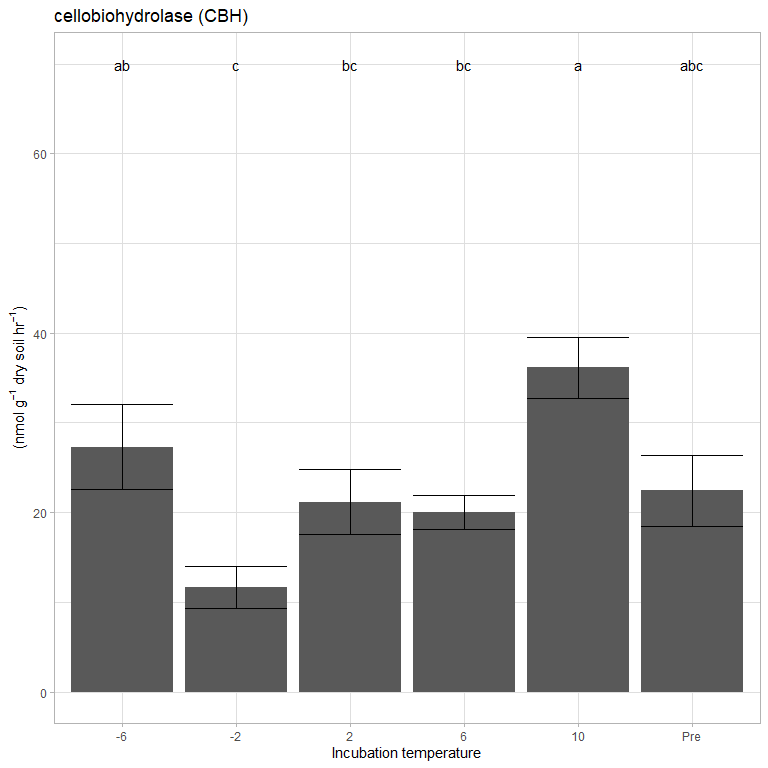 cellobiohydrolase (CBH)
ab c bc bc a abc
60
40
20
0
(nmol g⁻¹ dry soil hr⁻¹)
-6 -2 2 6 10 Pre
Incubation temperature